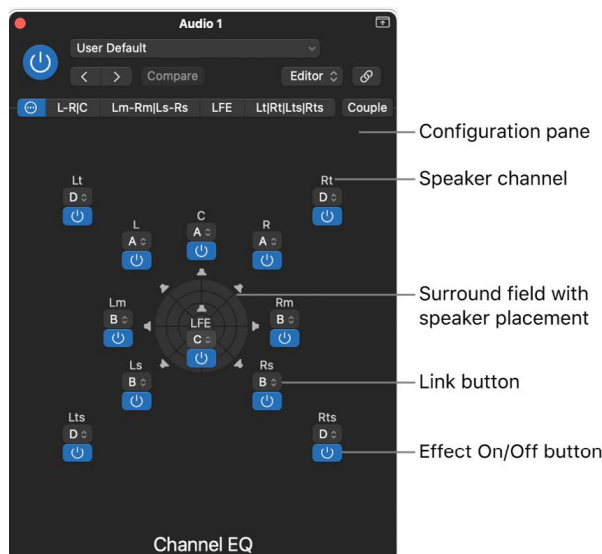 Audio 1
User Default
Compare
Editor
L-R|C Lm-Rm|Ls-Rs LFE Lt|Rt|Lts|Rts Couple
Configuration pane
Lt
D
Rt
D
Speaker channel
L
A
C
A
R
A
Lm
B
LFE
C
Rm
B
Surround field with
speaker placement
Ls
B
Rs
B
Link button
Lts
D
Rts
D
Effect On/Off button
Channel EQ